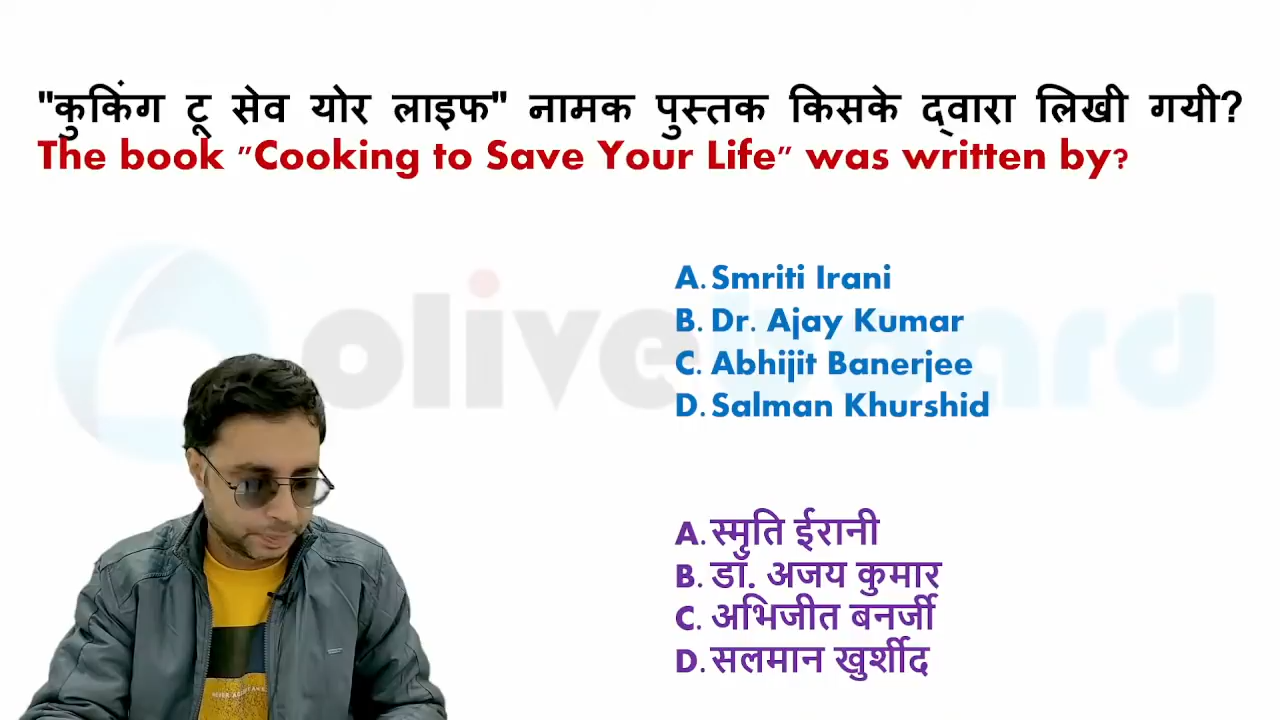 "कुकिंग टू सेव योर लाइफ" नामक पुस्तक किसके द्वारा लिखी गयी?
The book "Cooking to Save Your Life" was written by?
oliveboard
A. Smriti Irani
B. Dr. Ajay Kumar
C. Abhijit Banerjee
D. Salman Khurshid
A. स्मृति ईरानी
B. डॉ. अजय कुमार
C. अभिजीत बनर्जी
D. सलमान खुर्शीद